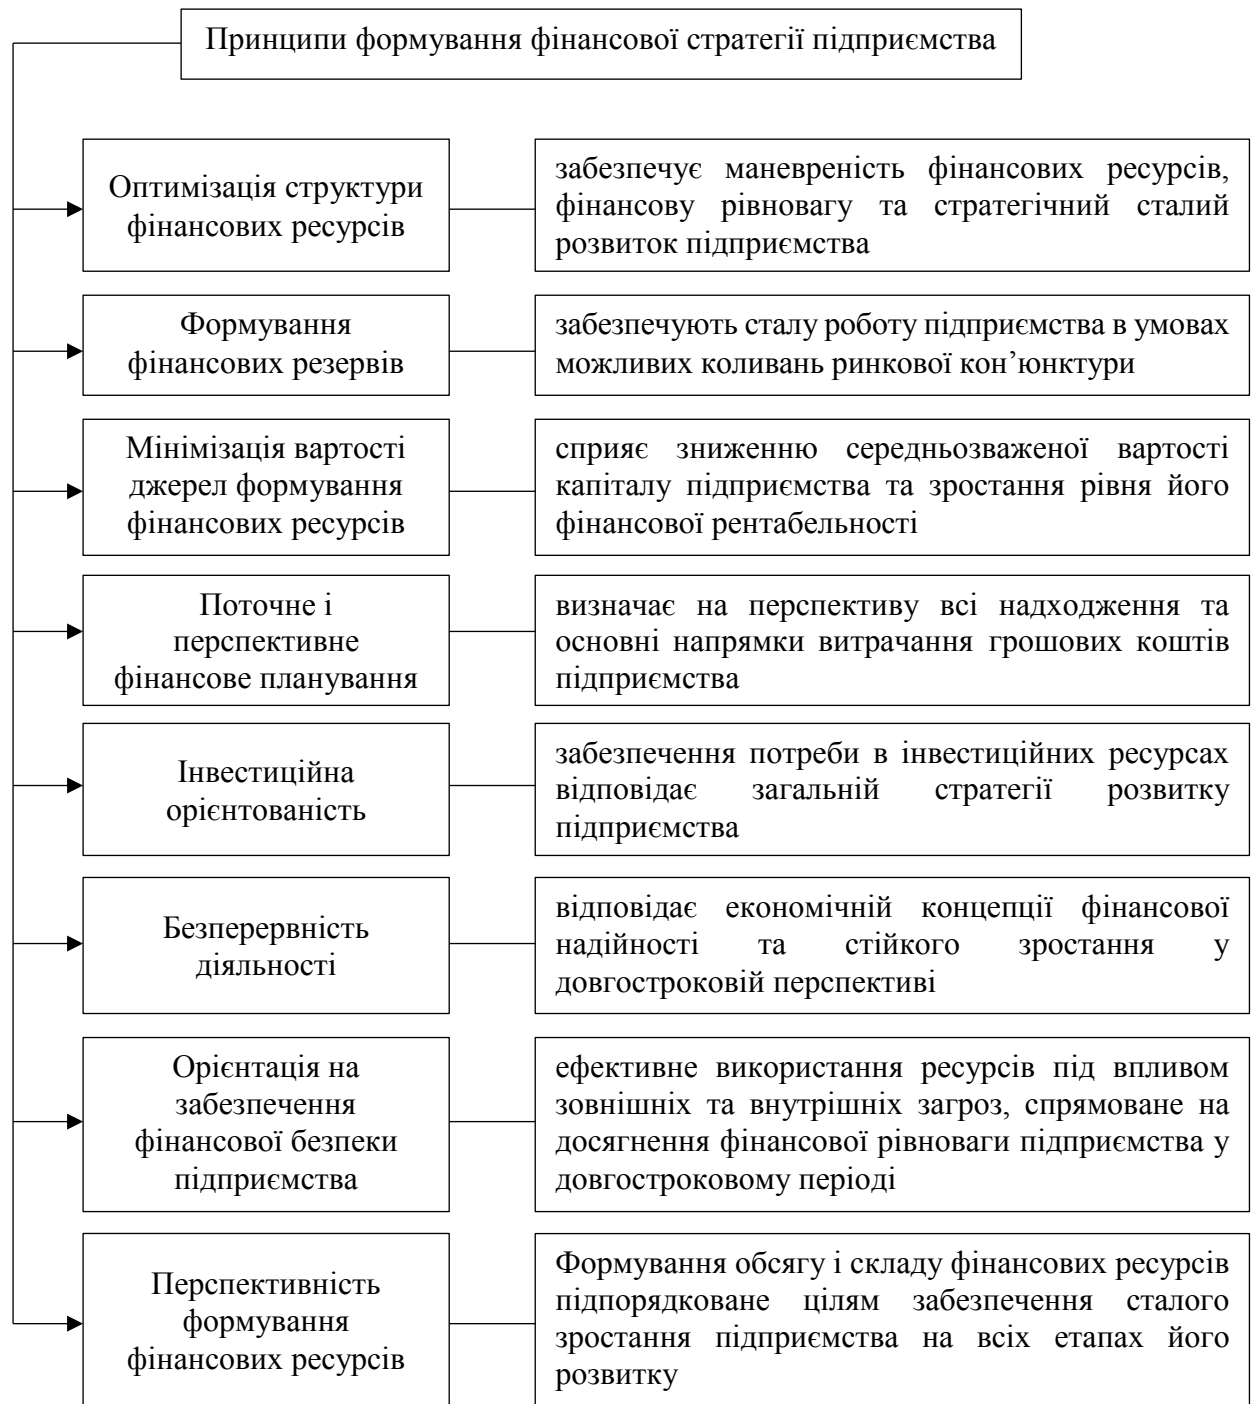 Принципи формування фінансової стратегії підприємства
Оптимізація структури
фінансових ресурсів
забезпечує маневреність фінансових ресурсів,
фінансову рівновагу та стратегічний сталий
розвиток підприємства
Формування
фінансових резервів
забезпечують сталу роботу підприємства в умовах
можливих коливань ринкової кон’юнктури
Мінімізація вартості
джерел формування
фінансових ресурсів
сприяє зниженню середньозваженої вартості
капіталу підприємства та зростання рівня його
фінансової рентабельності
Поточне і
перспективне
фінансове планування
визначає на перспективу всі надходження та
основні напрямки витрачання грошових коштів
підприємства
Інвестиційна
орієнтованість
забезпечення потреби в інвестиційних ресурсах
відповідає загальній стратегії розвитку
підприємства
Безперервність
діяльності
відповідає економічній концепції фінансової
надійності та стійкого зростання у
довгостроковій перспективі
Орієнтація на
забезпечення
фінансової безпеки
підприємства
ефективне використання ресурсів під впливом
зовнішніх та внутрішніх загроз, спрямоване на
досягнення фінансової рівноваги підприємства у
довгостроковому періоді
Перспективність
формування
фінансових ресурсів
Формування обсягу і складу фінансових ресурсів
підпорядковане цілям забезпечення сталого
зростання підприємства на всіх етапах його
розвитку